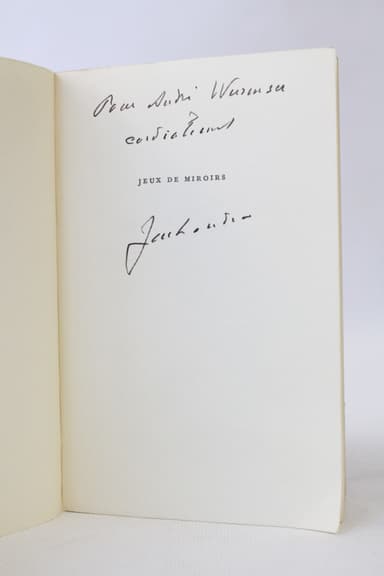 Pour André Wurmser
cordialement
JEUX DE MIROIRS